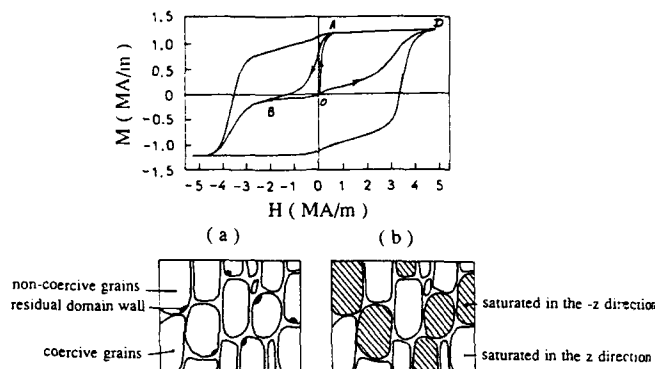 1.5
1.0
0.5
0
-0.5
-1.0
-1.5
M ( MA/m )
A
D
B
O
-5 -4 -3 -2 -1 0 1 2 3 4 5
H ( MA/m )
( a )
( b )
non-coercive grains
residual domain wall
coercive grains
saturated in the -z direction
saturated in the z direction